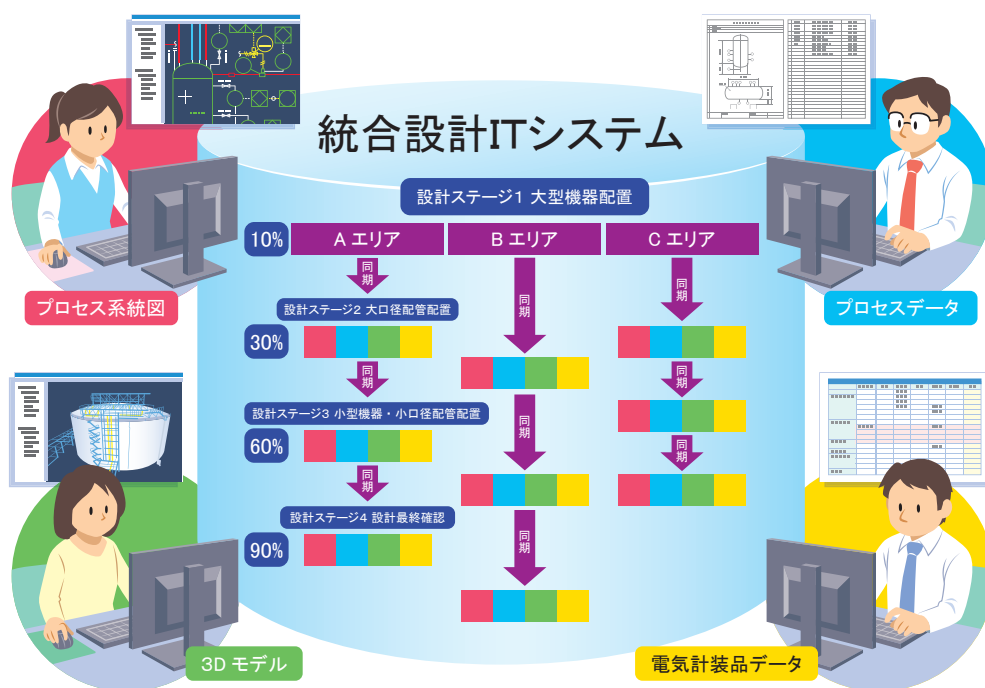 統合設計ITシステム
設計ステージ1 大型機器配置
10%
A エリア
B エリア
C エリア
同期
同期
同期
設計ステージ2 大口径配管配置
30%
同期
同期
設計ステージ3 小型機器・小口径配管配置
60%
同期
同期
同期
設計ステージ4 設計最終確認
90%
同期
プロセス系統図
プロセスデータ
3D モデル
電気計装品データ